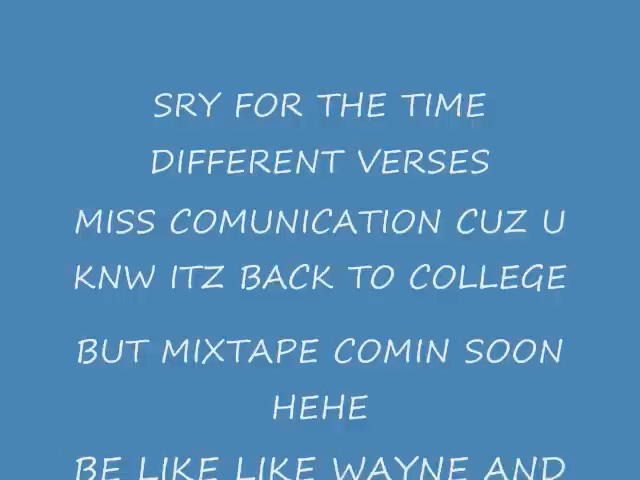 SRY FOR THE TIME
DIFFERENT VERSES
MISS COMUNICATION CUZ U
KNW ITZ BACK TO COLLEGE
BUT MIXTAPE COMIN SOON
HEHE
BE LIKE LIKE WAYNE AND